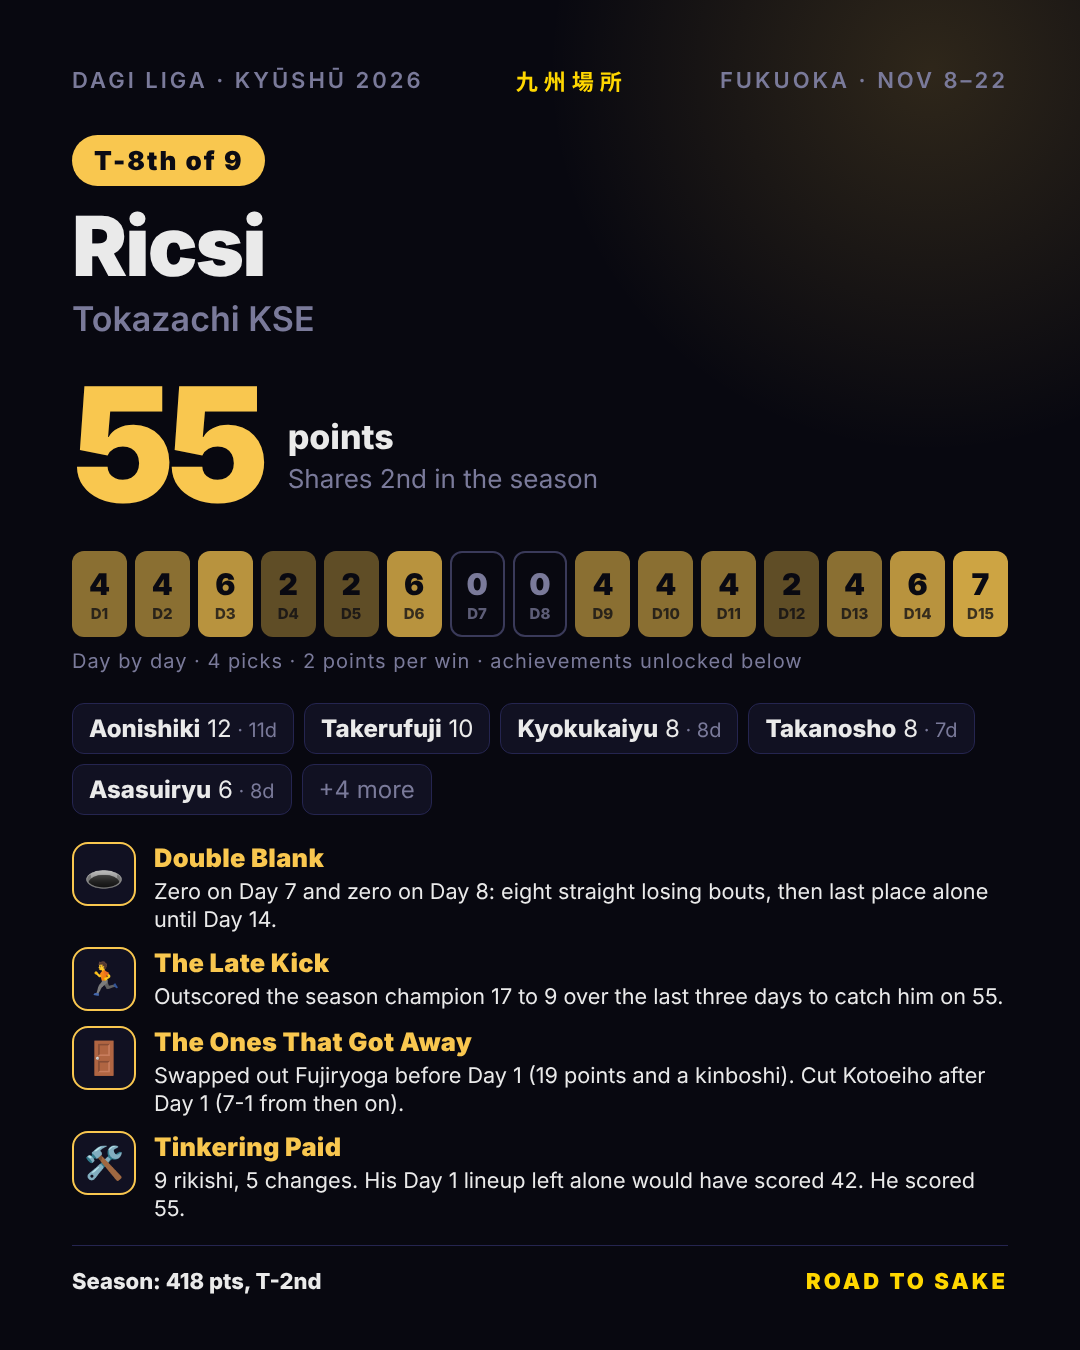 DAGI LIGA · KYŪSHŪ 2026
九州場所
FUKUOKA · NOV 8–22
T-8th of 9
Ricsi
Tokazachi KSE
55
points
Shares 2nd in the season
4 4 6 2 2 6 0 0 4 4 4 2 4 6 7
D1 D2 D3 D4 D5 D6 D7 D8 D9 D10 D11 D12 D13 D14 D15
Day by day · 4 picks · 2 points per win · achievements unlocked below
Aonishiki 12 · 11d
Takerufuji 10
Kyokukaiyu 8 · 8d
Takanosho 8 · 7d
Asasuiryu 6 · 8d
+4 more
Double Blank
Zero on Day 7 and zero on Day 8: eight straight losing bouts, then last place alone
until Day 14.
The Late Kick
Outscored the season champion 17 to 9 over the last three days to catch him on 55.
The Ones That Got Away
Swapped out Fujiryoga before Day 1 (19 points and a kinboshi). Cut Kotoeiho after
Day 1 (7-1 from then on).
Tinkering Paid
9 rikishi, 5 changes. His Day 1 lineup left alone would have scored 42. He scored
55.
Season: 418 pts, T-2nd
ROAD TO SAKE